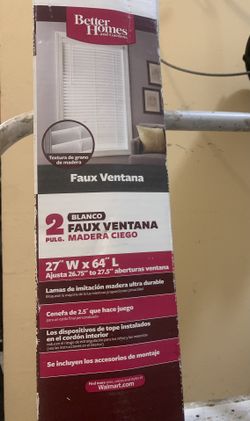 Better
Homes
and Gardens
Textura de grano
de madera
Faux Ventana
2
PULG.
BLANCO
FAUX VENTANA
MADERA CIEGO
27" W x 64" L
Ajusta 26.75" to 27.5" aberturas ventana
Lamas de imitación madera ultra durable
Cenefa de 2.5" que hace juego
Los dispositivos de tope instalados
en el cordón interior
Se incluyen los accesorios de montaje
Walmart.com